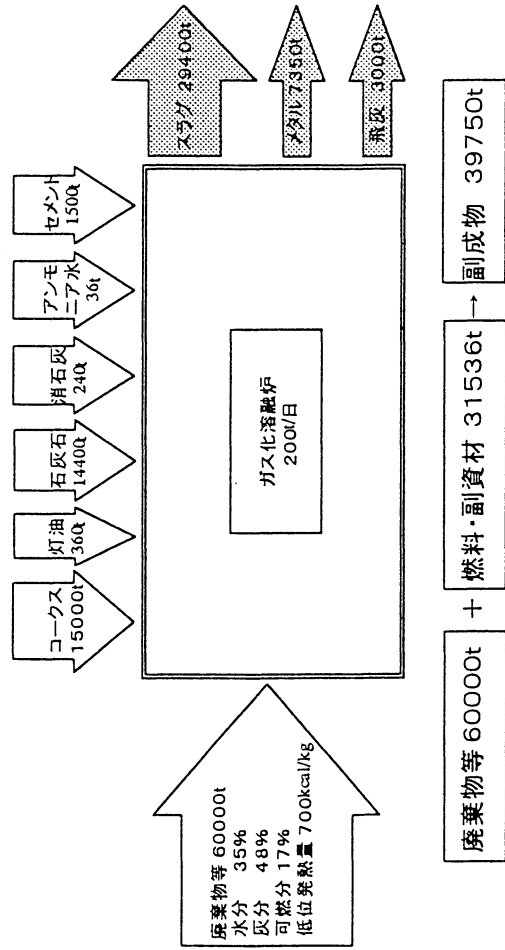 コークス
15000t
灯油
360t
石灰石
14400t
消石灰
240t
アンモ
ニア水
36t
セメント
1500t
廃棄物等 60000t
水分 35%
灰分 48%
可燃分 17%
低位発熱量 700kcal/kg
ガス化溶融炉
200t/日
スラグ 29400t
メタル 7350t
飛灰 3000t
廃棄物等 60000t + 燃料・副資材 31536t → 副成物 39750t